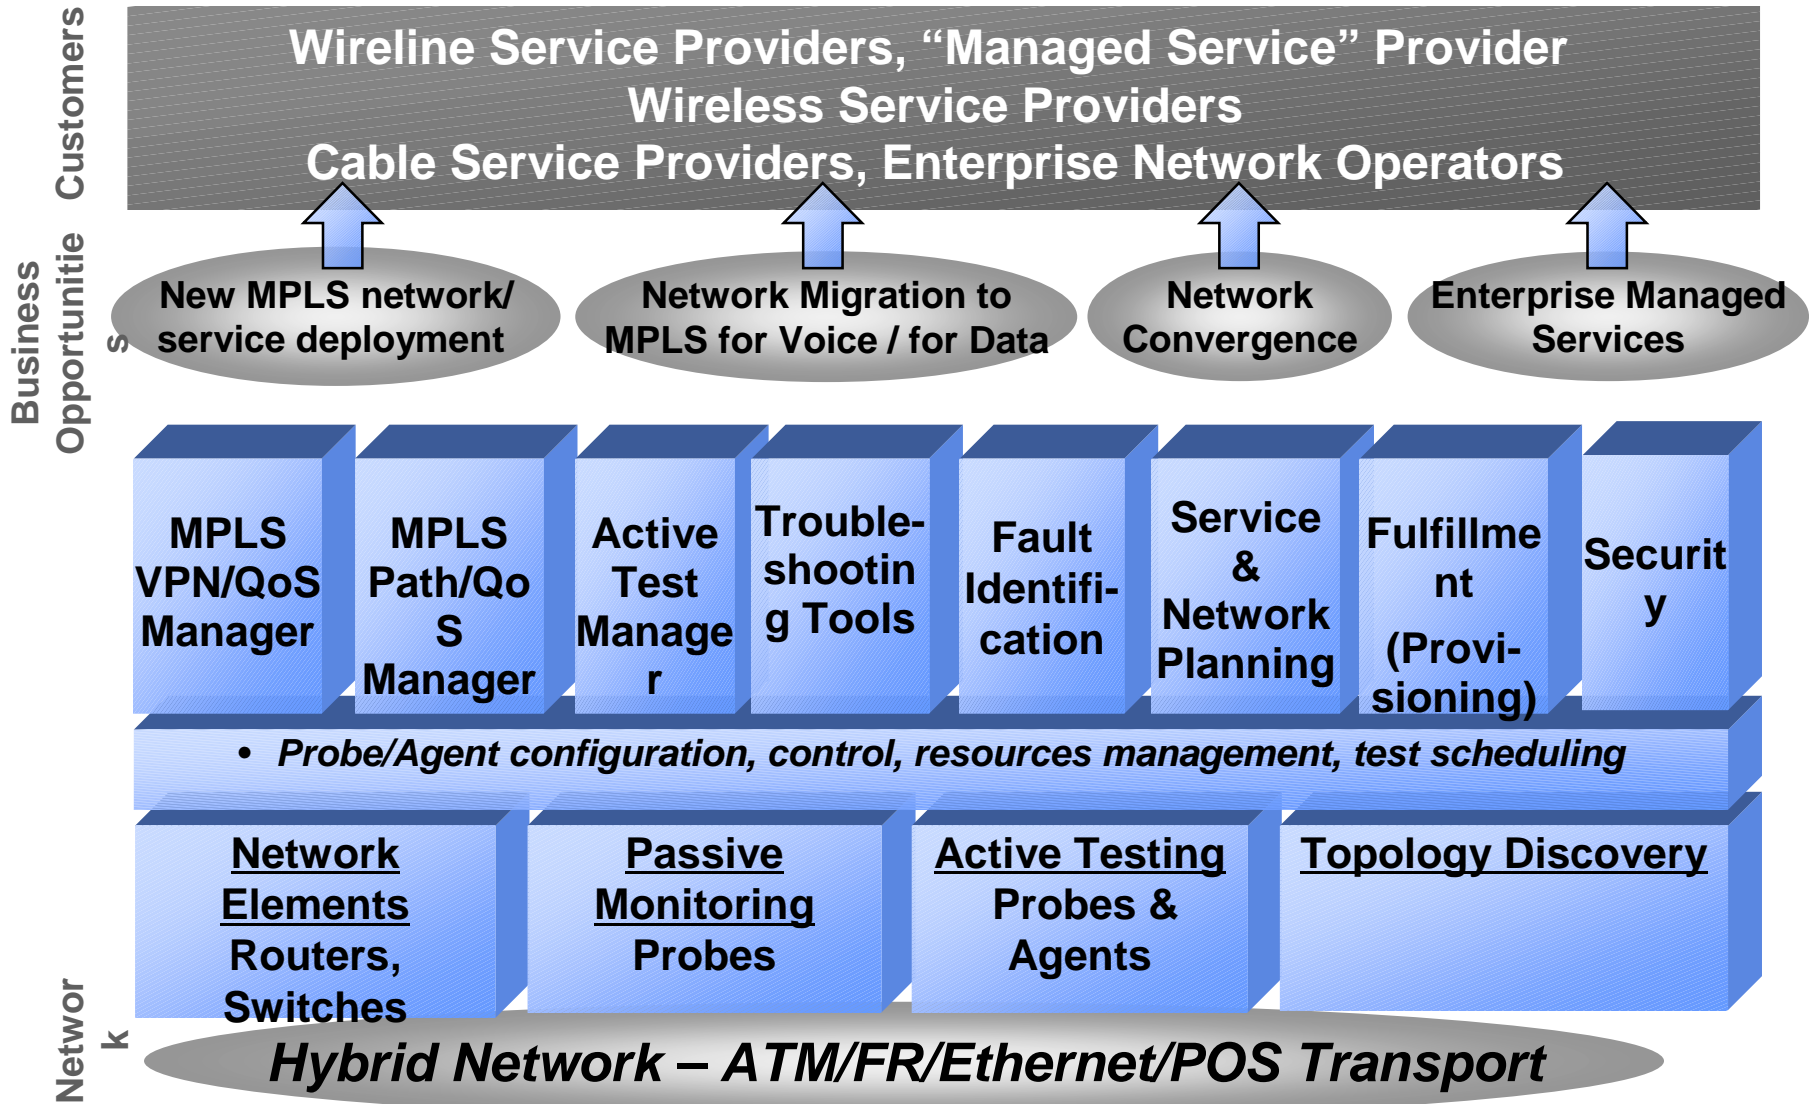 Customers
Wireline Service Providers, “Managed Service” Provider
Wireless Service Providers
Cable Service Providers, Enterprise Network Operators
Business
Opportunitie
s
New MPLS network/
service deployment
Network Migration to
MPLS for Voice / for Data
Network
Convergence
Enterprise Managed
Services
MPLS
VPN/QoS
Manager
MPLS
Path/Qo
S
Manager
Active
Test
Manage
r
Trouble-
shootin
g Tools
Fault
Identifi-
cation
Service
&
Network
Planning
Fulfillme
nt
(Provi-
sioning)
Securit
y
• Probe/Agent configuration, control, resources management, test scheduling
Network
Elements
Routers,
Switches
Passive
Monitoring
Probes
Active Testing
Probes &
Agents
Topology Discovery
Networ
k
Hybrid Network – ATM/FR/Ethernet/POS Transport